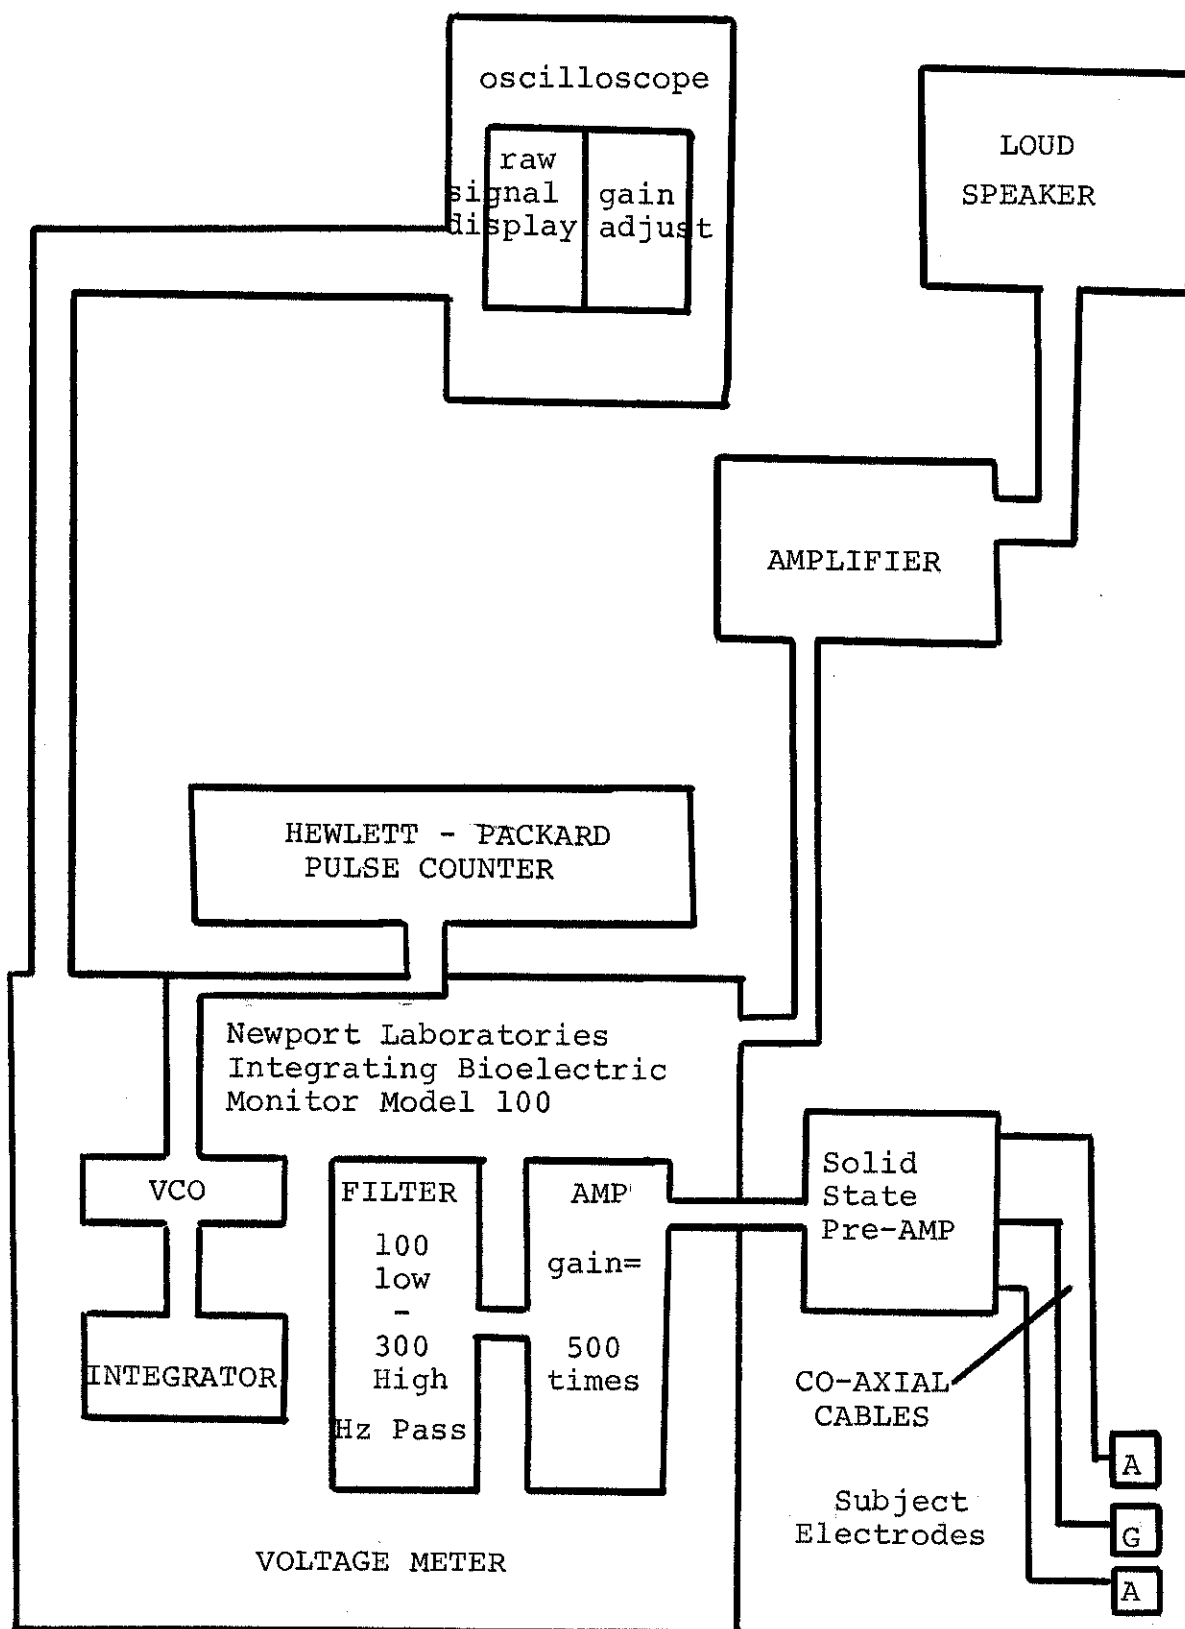 oscilloscope
raw
signal
display
gain
adjust
LOUD
SPEAKER
AMPLIFIER
HEWLETT - PACKARD
PULSE COUNTER
Newport Laboratories
Integrating Bioelectric
Monitor Model 100
VCO
INTEGRATOR
FILTER
100
low
-
300
High
Hz Pass
AMP
gain=
500
times
Solid
State
Pre-AMP
CO-AXIAL
CABLES
Subject
Electrodes
A
G
A
VOLTAGE METER